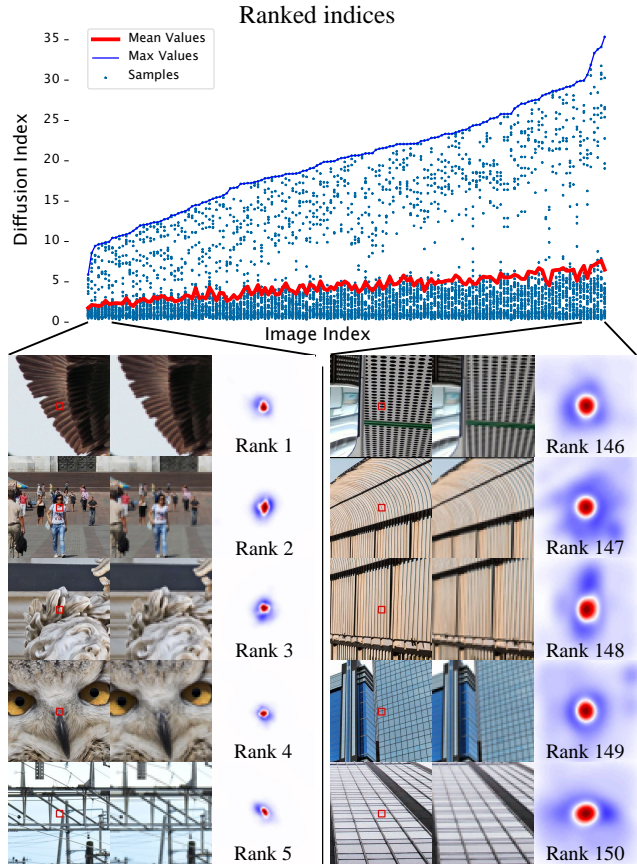 Ranked indices
Mean Values
Max Values
Samples
Diffusion Index
35
30
25
20
15
10
5
0
Image Index
Rank 1
Rank 146
Rank 2
Rank 147
Rank 3
Rank 148
Rank 4
Rank 149
Rank 5
Rank 150